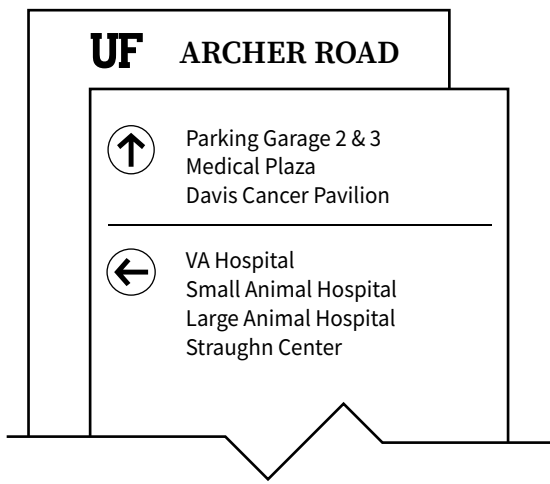 UF ARCHER ROAD
Parking Garage 2 & 3
Medical Plaza
Davis Cancer Pavilion
VA Hospital
Small Animal Hospital
Large Animal Hospital
Straughn Center